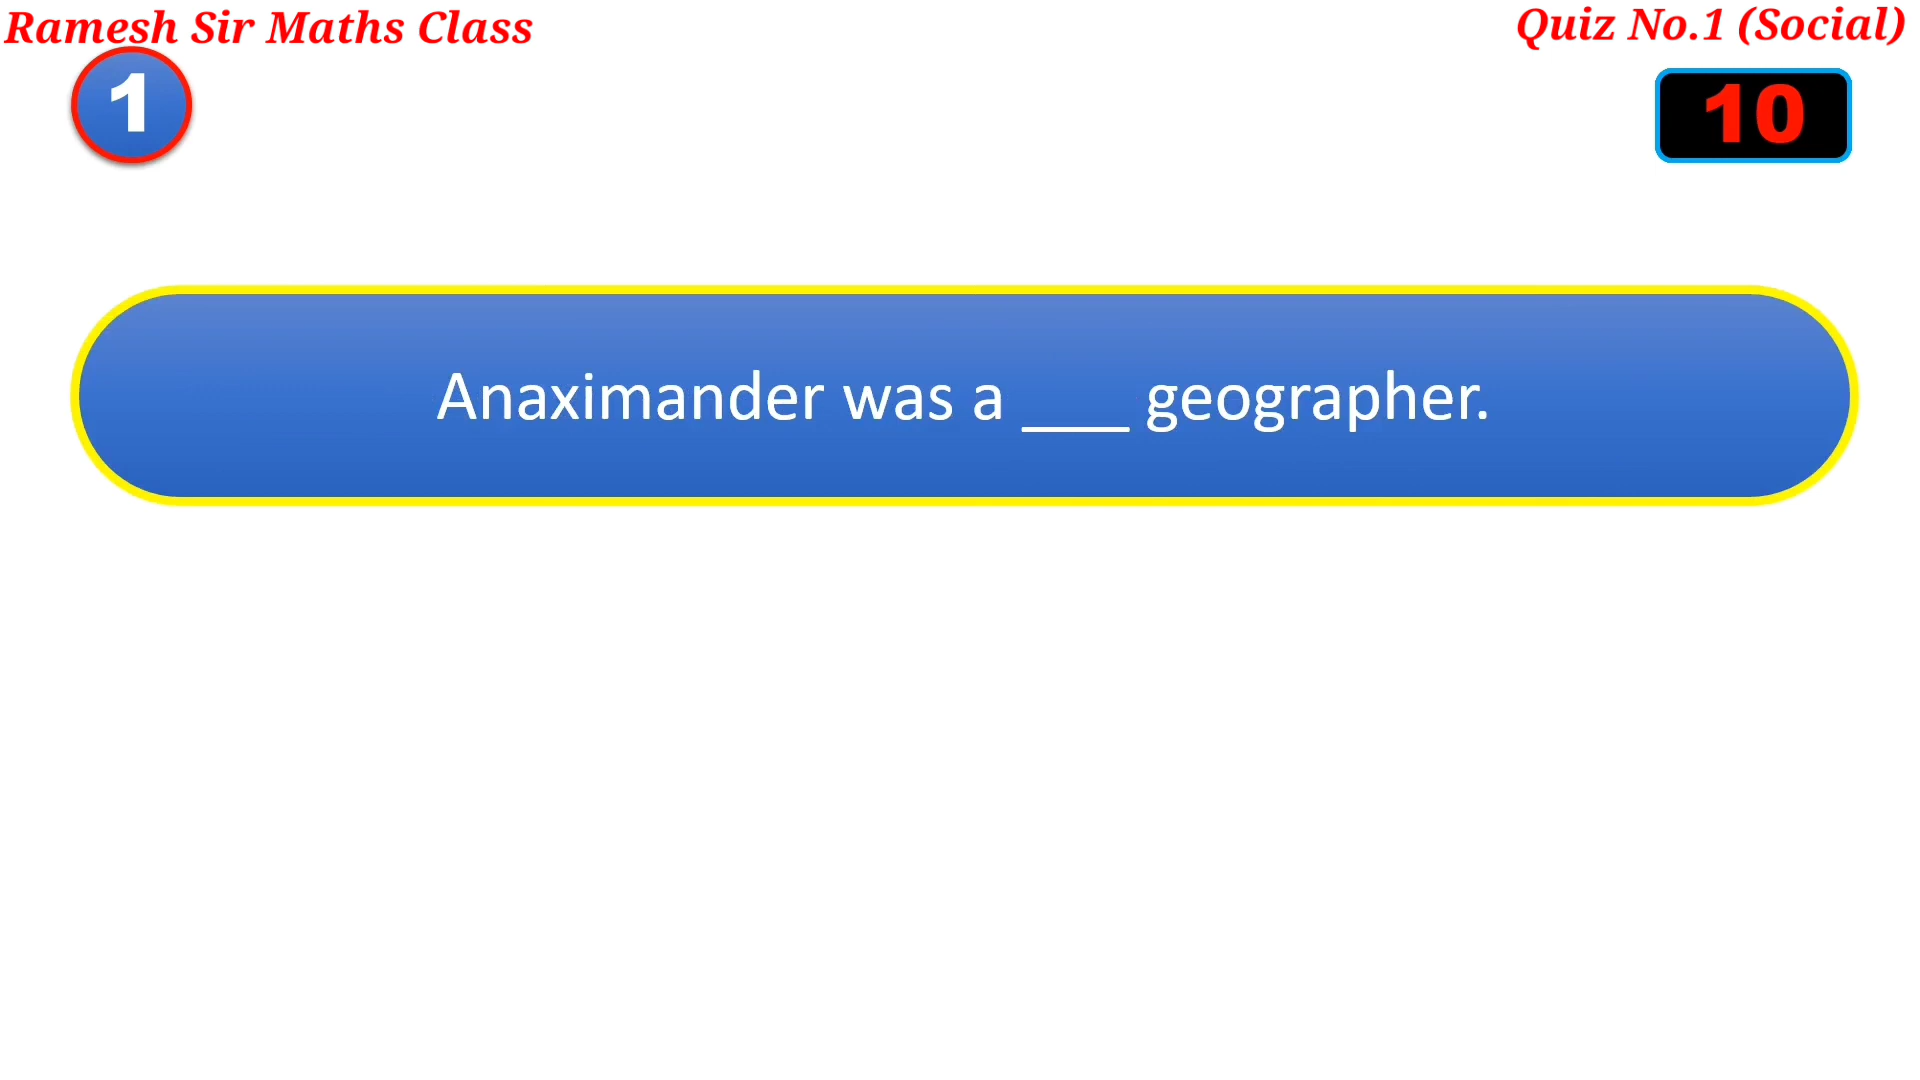 Ramesh Sir Maths Class
Quiz No.1 (Social)
1
10
Anaximander was a ___ geographer.